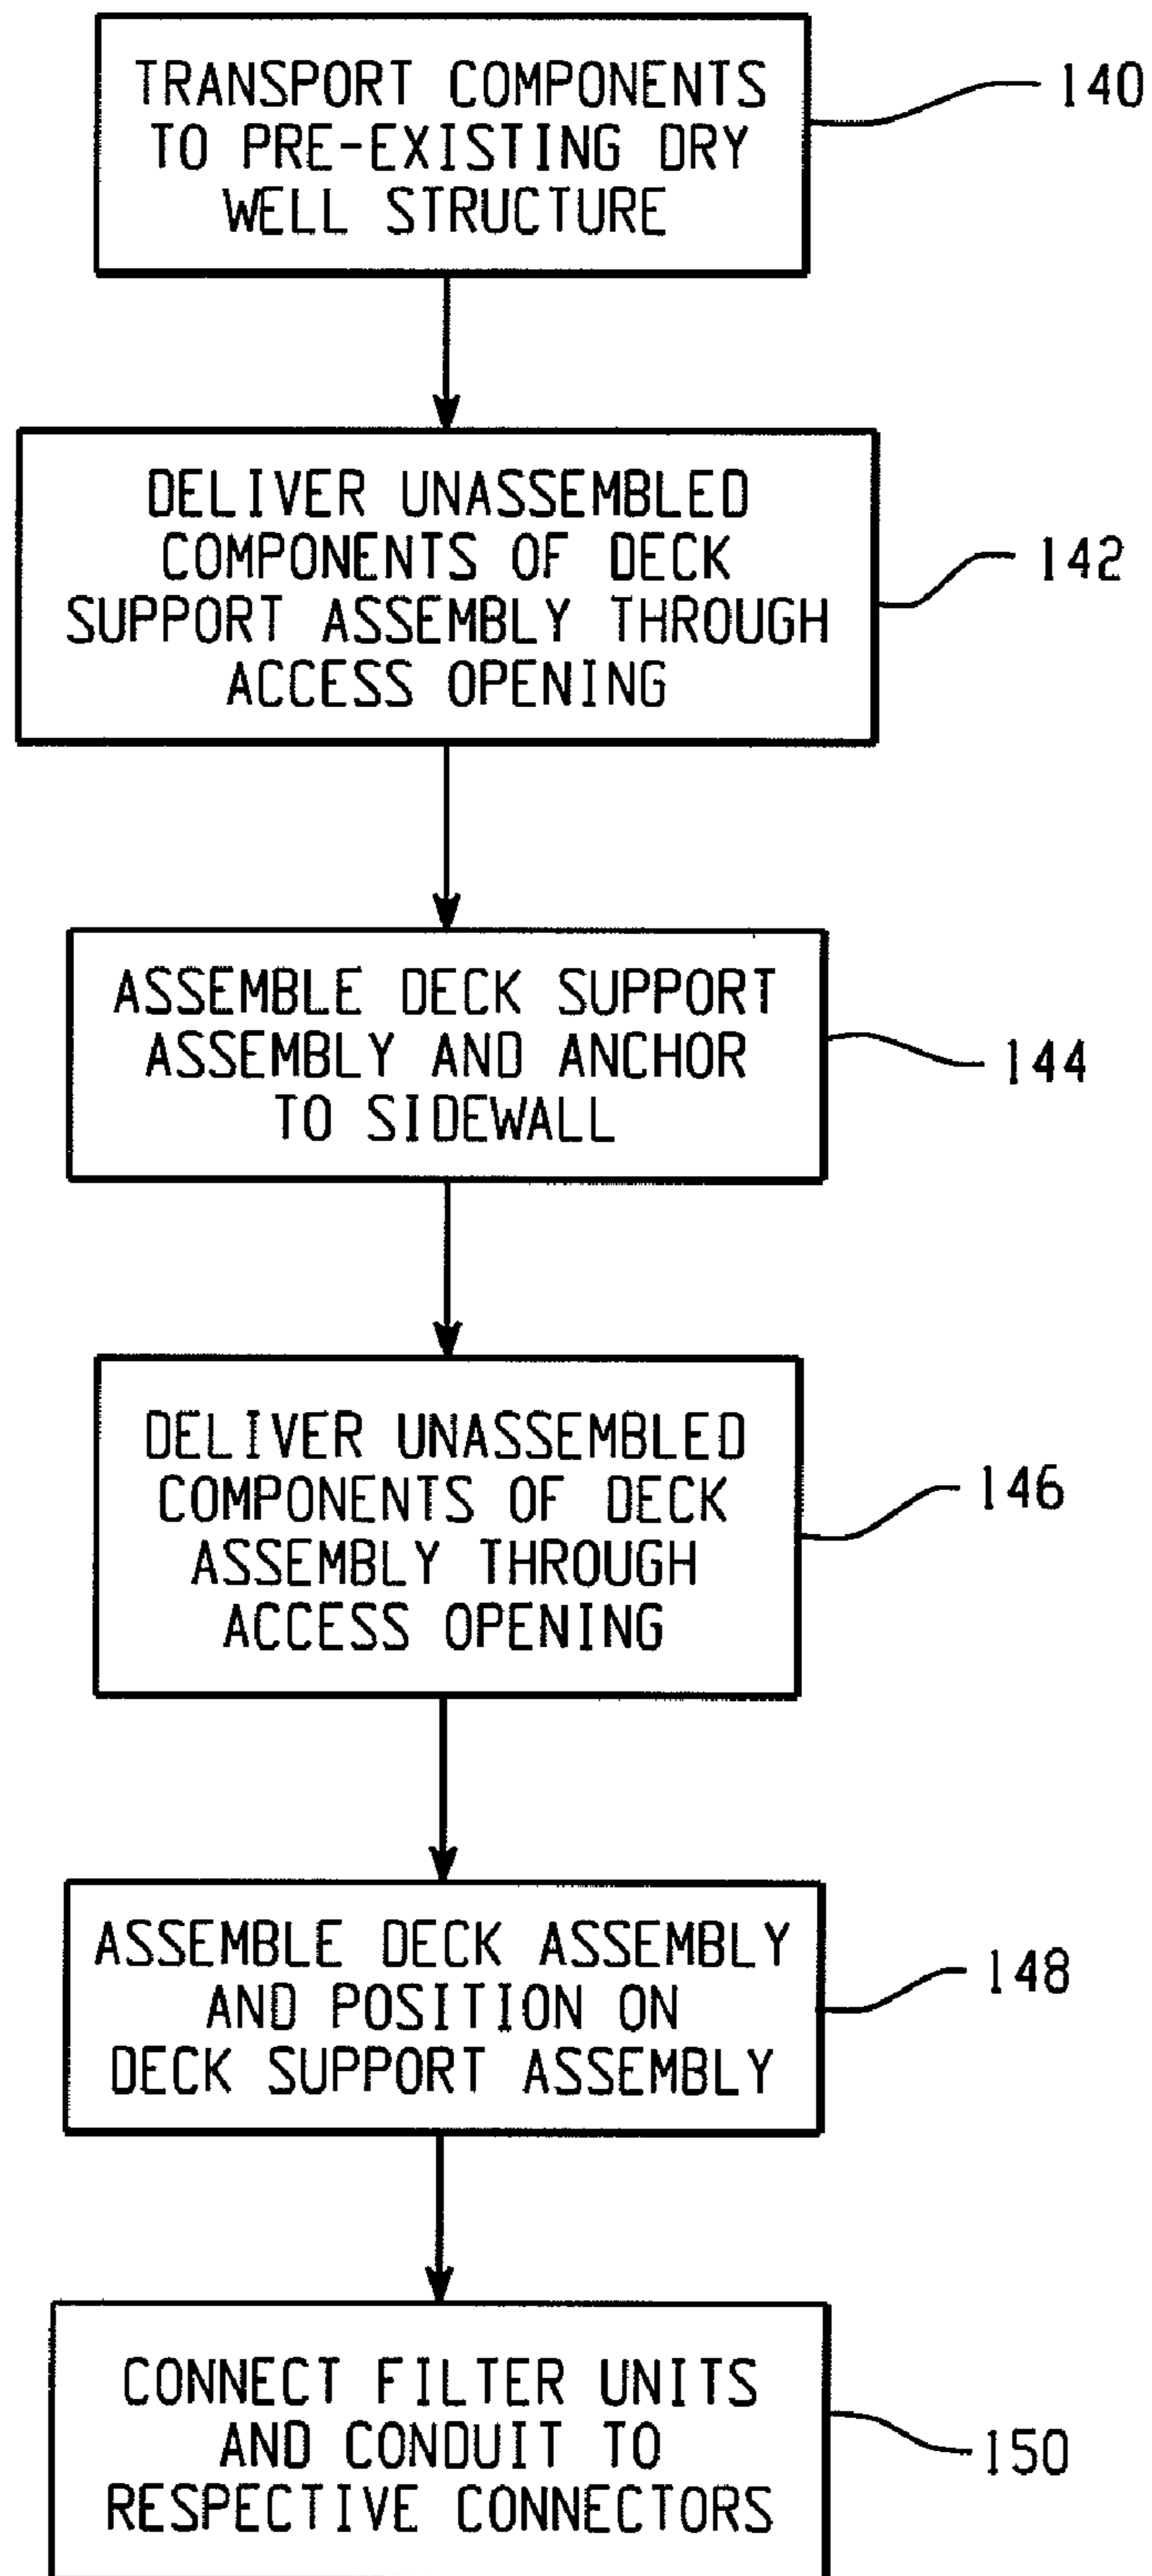 TRANSPORT COMPONENTS
TO PRE-EXISTING DRY
WELL STRUCTURE
140
DELIVER UNASSEMBLED
COMPONENTS OF DECK
SUPPORT ASSEMBLY THROUGH
ACCESS OPENING
142
ASSEMBLE DECK SUPPORT
ASSEMBLY AND ANCHOR
TO SIDEWALL
144
DELIVER UNASSEMBLED
COMPONENTS OF DECK
ASSEMBLY THROUGH
ACCESS OPENING
146
ASSEMBLE DECK ASSEMBLY
AND POSITION ON
DECK SUPPORT ASSEMBLY
148
CONNECT FILTER UNITS
AND CONDUIT TO
RESPECTIVE CONNECTORS
150